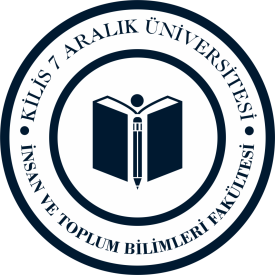 KİLİS 7 ARALIK ÜNİVERSİTESİ
İNSAN VE TOPLUM BİLİMLERİ FAKÜLTESİ